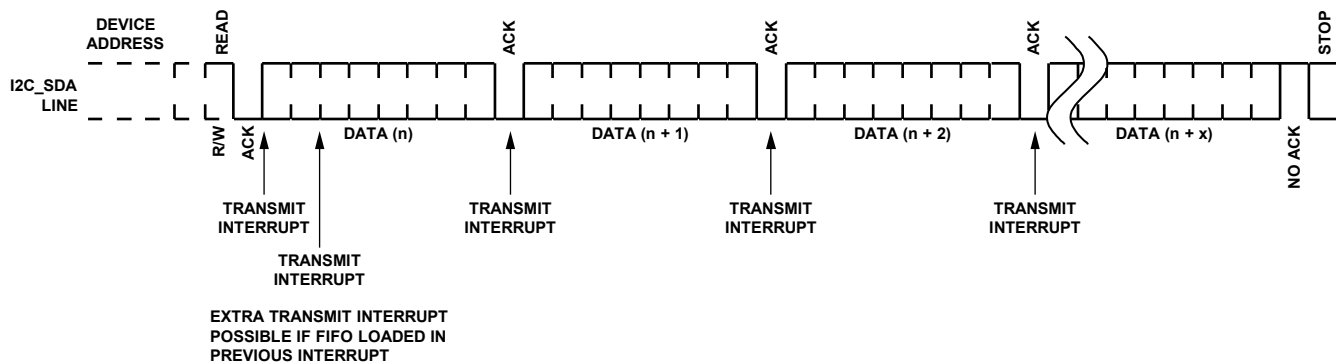 DEVICE
ADDRESS
READ
ACK
ACK
ACK
STOP
I2C_SDA
LINE
R/W
ACK
DATA (n)
DATA (n + 1)
DATA (n + 2)
DATA (n + x)
NO ACK
TRANSMIT
INTERRUPT
TRANSMIT
INTERRUPT
TRANSMIT
INTERRUPT
TRANSMIT
INTERRUPT
TRANSMIT
INTERRUPT
EXTRA TRANSMIT INTERRUPT
POSSIBLE IF FIFO LOADED IN
PREVIOUS INTERRUPT